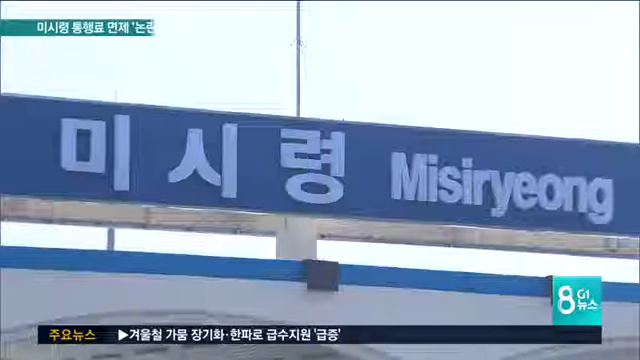 미시령 통행료 면제 '논란
미시령 Misiryeong
8 G1 뉴스
주요뉴스 ▶겨울철 가뭄 장기화·한파로 급수지원 '급증'